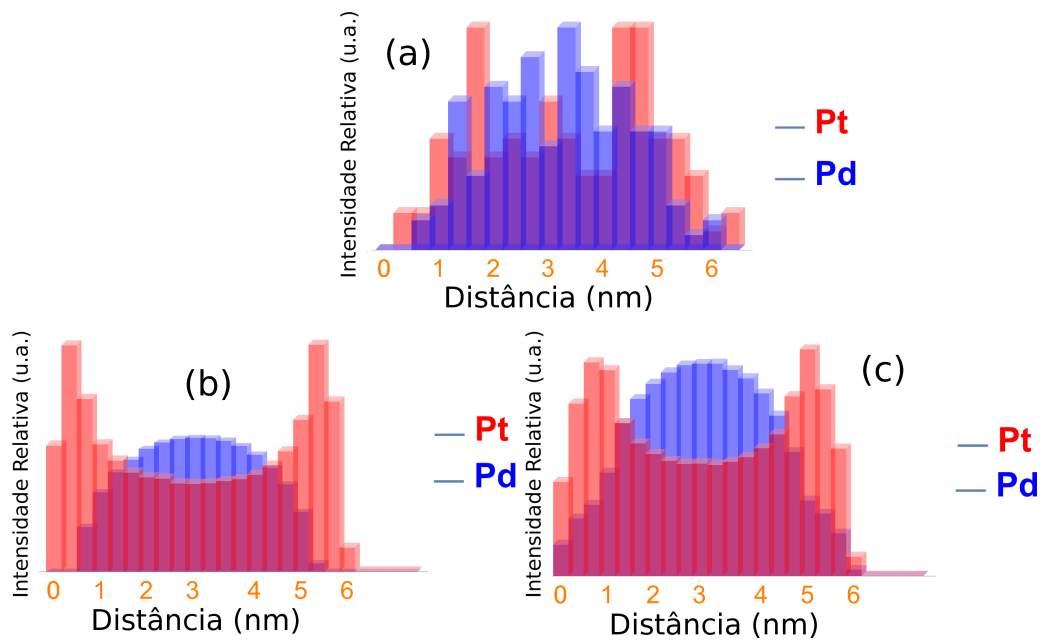 Intensidade Relativa (u.a.)
(a)
Pt
Pd
0 1 2 3 4 5 6
Distância (nm)
Intensidade Relativa (u.a.)
(b)
Pt
Pd
0 1 2 3 4 5 6
Distância (nm)
Intensidade Relativa (u.a.)
(c)
Pt
Pd
0 1 2 3 4 5 6
Distância (nm)